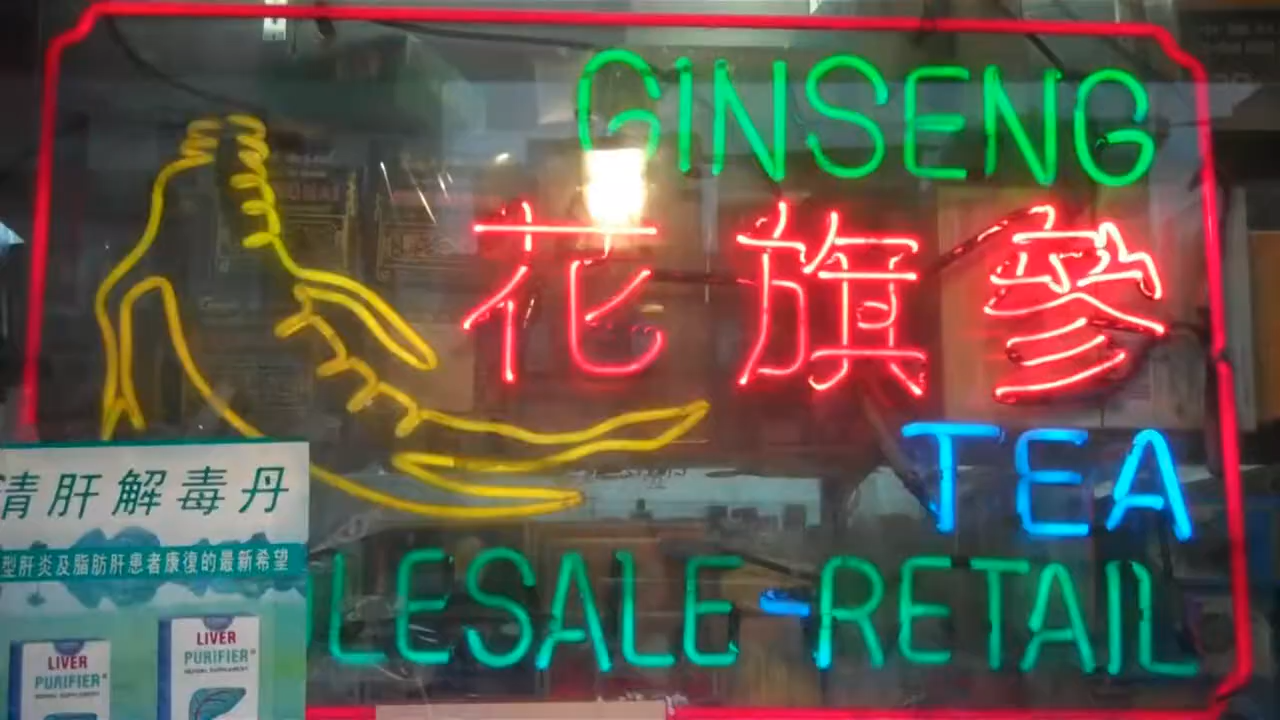 GINSENG
花旗參
TEA
LESALE-RETAIL
清肝解毒丹
型肝炎及脂肪肝患者康復的最新希望
LIVER
PURIFIER®
LIVER
PURIFIER®